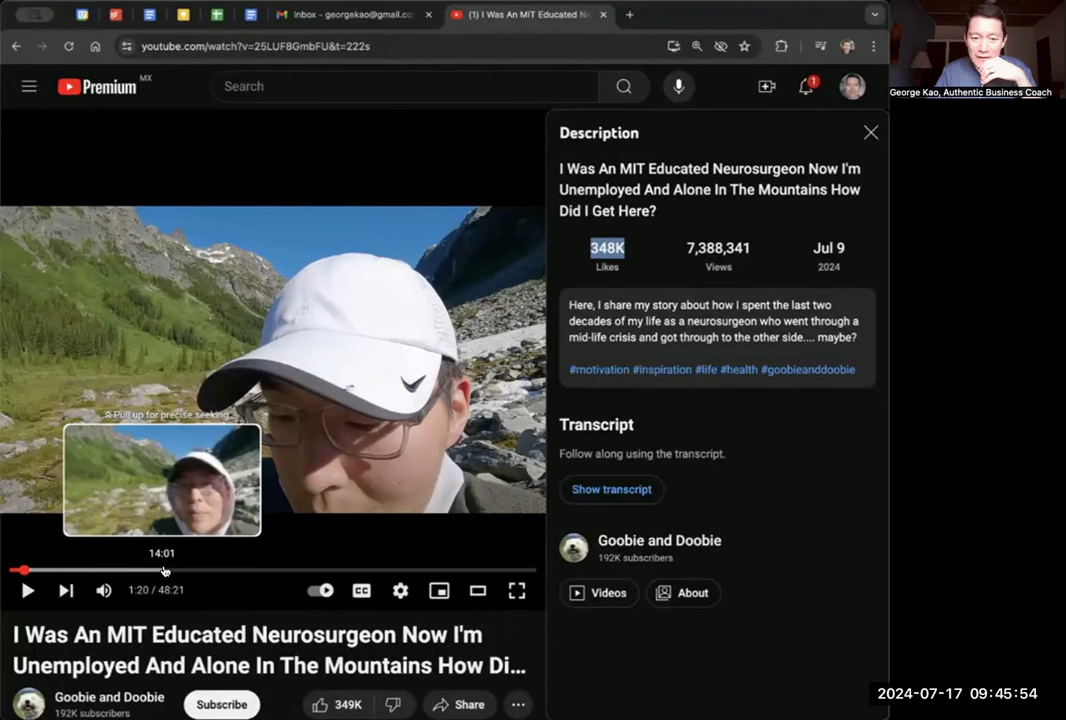 Inbox - georgekao@gmail.co
(1) I Was An MIT Educated Ne
youtube.com/watch?v=25LUF8GmbFU&t=222s
George Kao, Authentic Business Coach
Premium
MX
Search
1
Description
I Was An MIT Educated Neurosurgeon Now I'm
Unemployed And Alone In The Mountains How
Did I Get Here?
348K
7,388,341
Jul 9
Likes
Views
2024
Here, I share my story about how I spent the last two
decades of my life as a neurosurgeon who went through a
mid-life crisis and got through to the other side.... maybe?
#motivation #inspiration #life #health #goobieanddoobie
Transcript
Follow along using the transcript.
Show transcript
Goobie and Doobie
192K subscribers
Videos
About
Pull up for precise seeking
14:01
1:20 / 48:21
CC
I Was An MIT Educated Neurosurgeon Now I'm
Unemployed And Alone In The Mountains How Di...
Goobie and Doobie
192K subscribers
Subscribe
349K
Share
2024-07-17 09:45:54